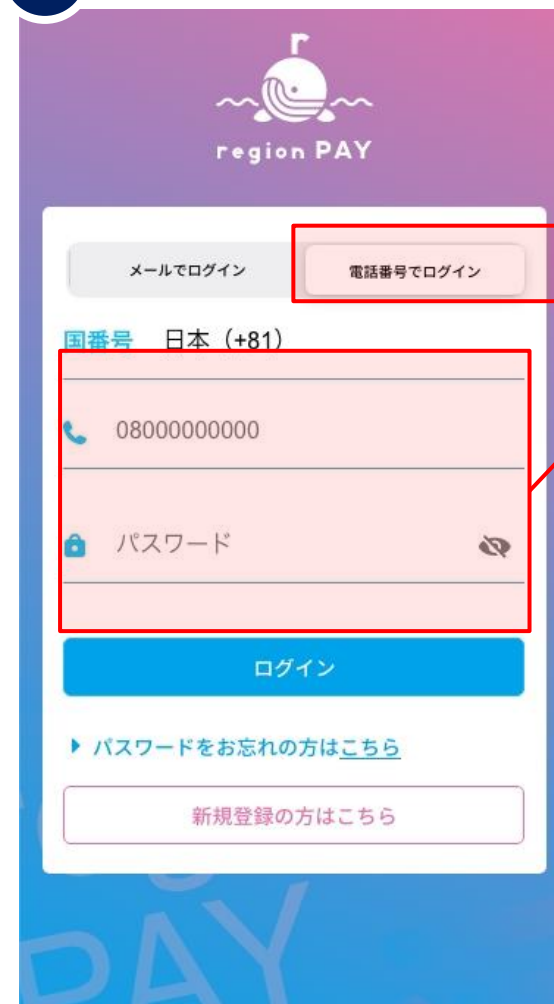 region PAY
メールでログイン
電話番号でログイン
国番号 日本 (+81)
08000000000
パスワード
ログイン
パスワードをお忘れの方はこちら
新規登録の方はこちら
PAY